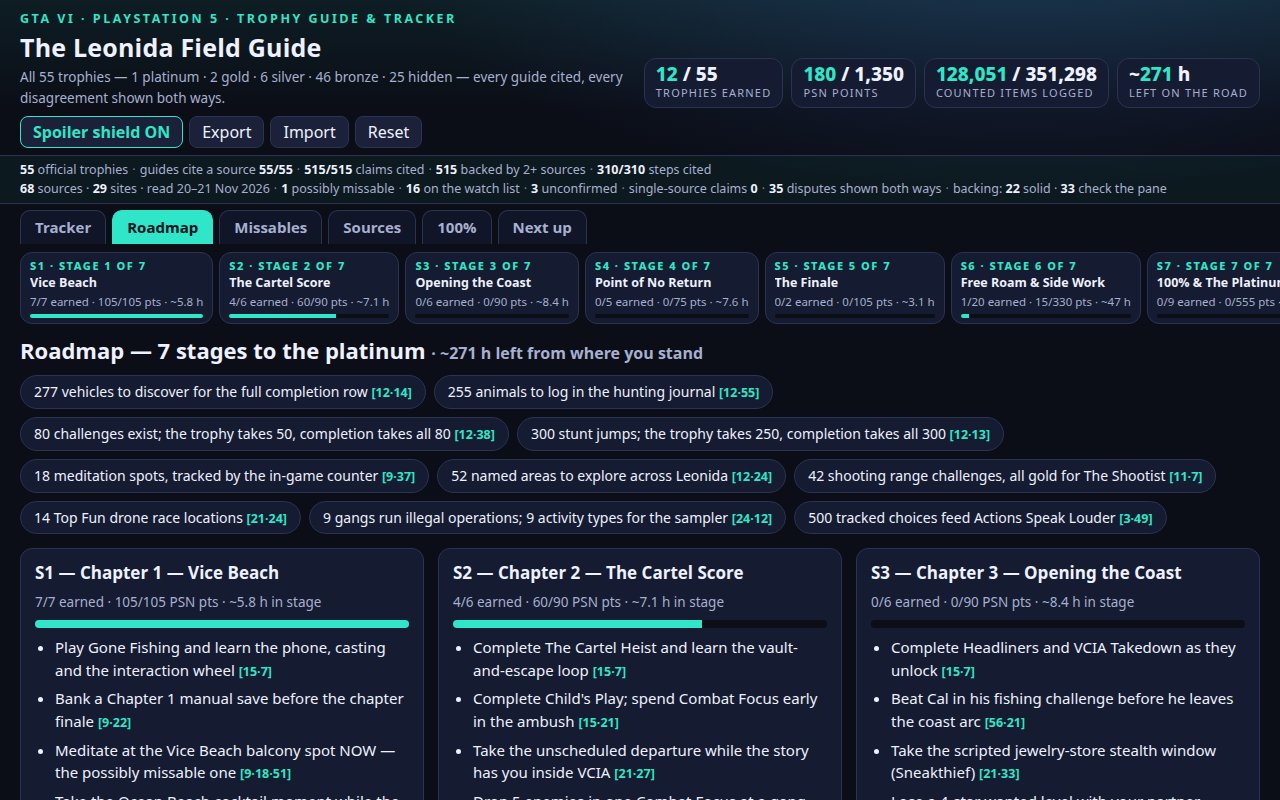 GTA VI · PLAYSTATION 5 · TROPHY GUIDE & TRACKER
The Leonida Field Guide
All 55 trophies — 1 platinum · 2 gold · 6 silver · 46 bronze · 25 hidden — every guide cited, every
disagreement shown both ways.
12 / 55
TROPHIES EARNED
180 / 1,350
PSN POINTS
128,051 / 351,298
COUNTED ITEMS LOGGED
~271 h
LEFT ON THE ROAD
Spoiler shield ON
Export
Import
Reset
55 official trophies · guides cite a source 55/55 · 515/515 claims cited · 515 backed by 2+ sources · 310/310 steps cited
68 sources · 29 sites · read 20–21 Nov 2026 · 1 possibly missable · 16 on the watch list · 3 unconfirmed · single-source claims 0 · 35 disputes shown both ways · backing: 22 solid · 33 check the pane
Tracker
Roadmap
Missables
Sources
100%
Next up
S1 · STAGE 1 OF 7
Vice Beach
7/7 earned · 105/105 pts · ~5.8 h
S2 · STAGE 2 OF 7
The Cartel Score
4/6 earned · 60/90 pts · ~7.1 h
S3 · STAGE 3 OF 7
Opening the Coast
0/6 earned · 0/90 pts · ~8.4 h
S4 · STAGE 4 OF 7
Point of No Return
0/5 earned · 0/75 pts · ~7.6 h
S5 · STAGE 5 OF 7
The Finale
0/2 earned · 0/105 pts · ~3.1 h
S6 · STAGE 6 OF 7
Free Roam & Side Work
1/20 earned · 15/330 pts · ~47 h
S7 · STAGE 7 OF 7
100% & The Platinum
0/9 earned · 0/555 pts ·
Roadmap — 7 stages to the platinum · ~271 h left from where you stand
277 vehicles to discover for the full completion row [12·14]
255 animals to log in the hunting journal [12·55]
80 challenges exist; the trophy takes 50, completion takes all 80 [12·38]
300 stunt jumps; the trophy takes 250, completion takes all 300 [12·13]
18 meditation spots, tracked by the in-game counter [9·37]
52 named areas to explore across Leonida [12·24]
42 shooting range challenges, all gold for The Shootist [11·7]
14 Top Fun drone race locations [21·24]
9 gangs run illegal operations; 9 activity types for the sampler [24·12]
500 tracked choices feed Actions Speak Louder [3·49]
S1 — Chapter 1 — Vice Beach
7/7 earned · 105/105 PSN pts · ~5.8 h in stage
• Play Gone Fishing and learn the phone, casting
and the interaction wheel [15·7]
• Bank a Chapter 1 manual save before the chapter
finale [9·22]
• Meditate at the Vice Beach balcony spot NOW —
the possibly missable one [9·18·51]
S2 — Chapter 2 — The Cartel Score
4/6 earned · 60/90 PSN pts · ~7.1 h in stage
• Complete The Cartel Heist and learn the vault-
and-escape loop [15·7]
• Complete Child's Play; spend Combat Focus early
in the ambush [15·21]
• Take the unscheduled departure while the story
has you inside VCIA [21·27]
S3 — Chapter 3 — Opening the Coast
0/6 earned · 0/90 PSN pts · ~8.4 h in stage
• Complete Headliners and VCIA Takedown as they
unlock [15·7]
• Beat Cal in his fishing challenge before he leaves
the coast arc [56·21]
• Take the scripted jewelry-store stealth window
(Sneakthief) [21·33]